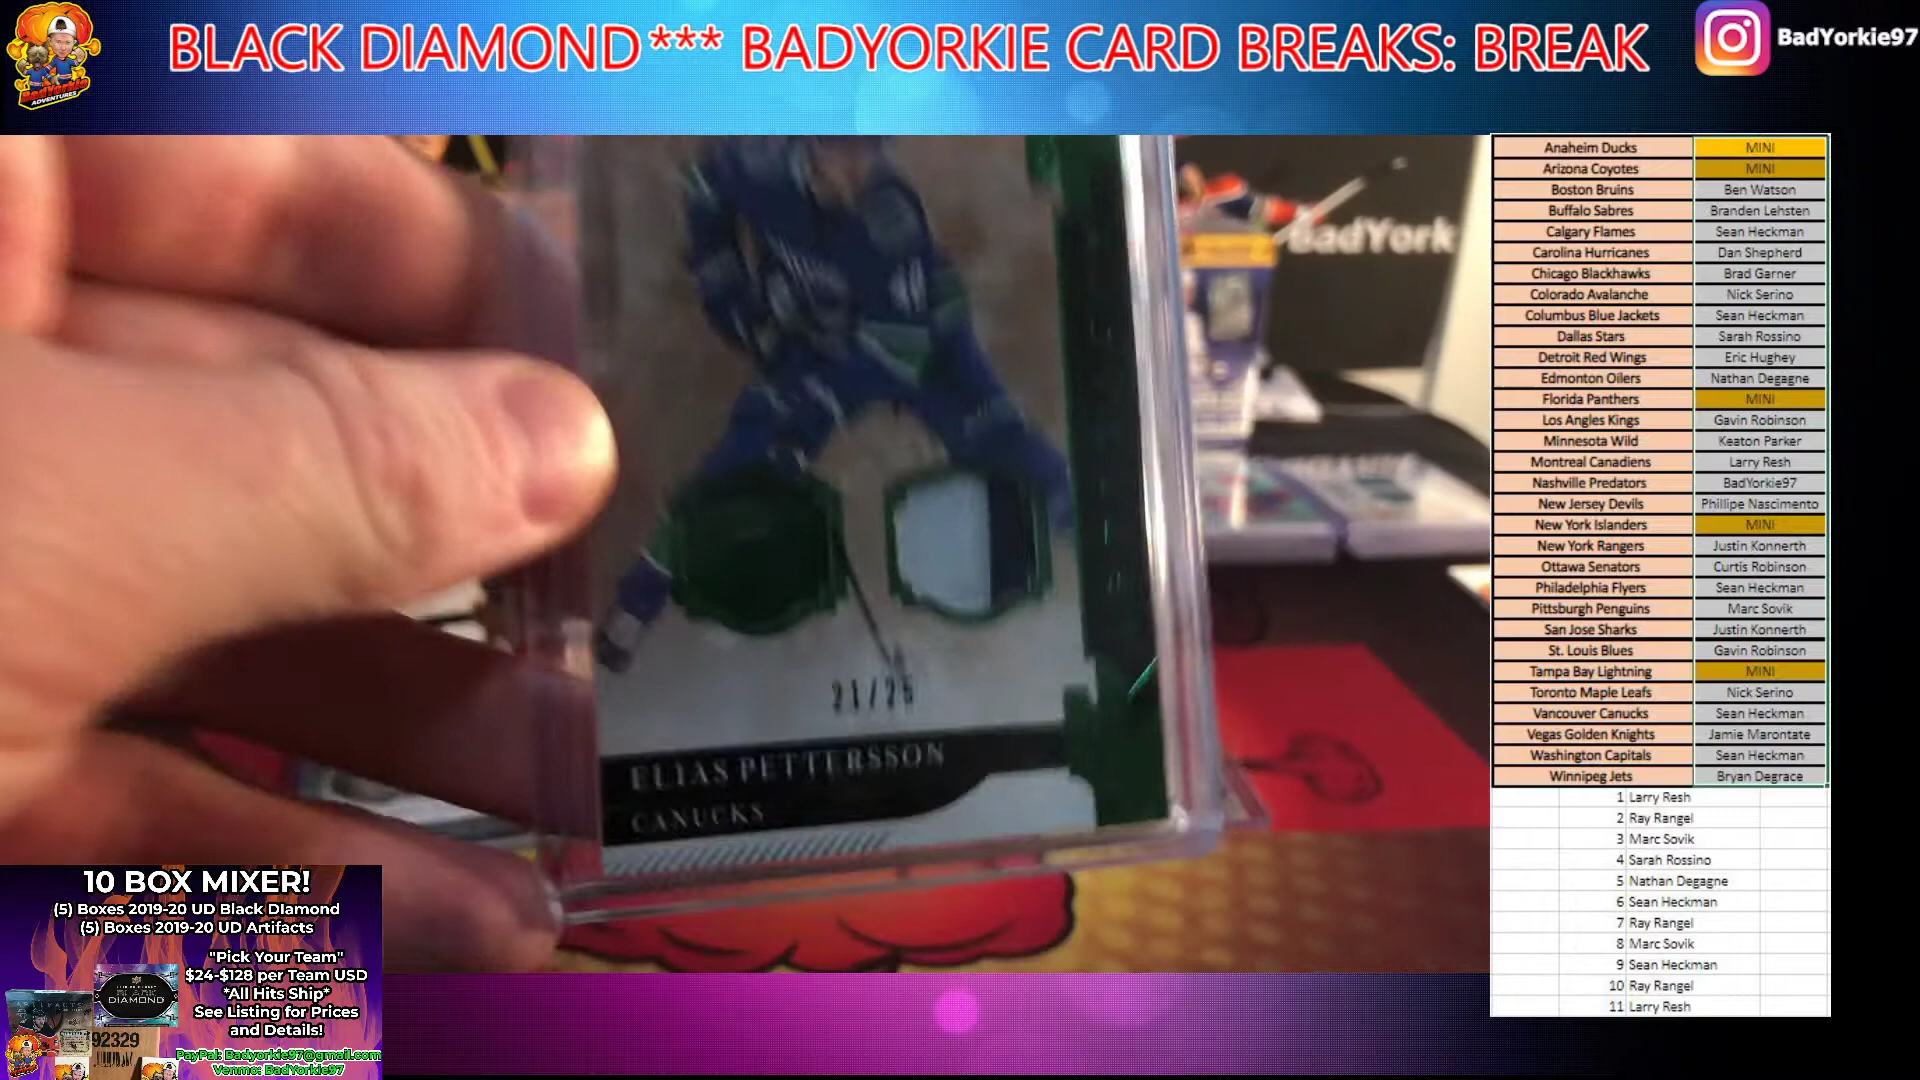 BLACK DIAMOND*** BADYORKIE CARD BREAKS: BREAK
BadYorkie97
BadYorkie
ADVENTURES
BadYork
21/25
ELIAS PETTERSSON
CANUCKS
Anaheim Ducks MINI
Arizona Coyotes MINI
Boston Bruins Ben Watson
Buffalo Sabres Branden Lehsten
Calgary Flames Sean Heckman
Carolina Hurricanes Dan Shepherd
Chicago Blackhawks Brad Garner
Colorado Avalanche Nick Serino
Columbus Blue Jackets Sean Heckman
Dallas Stars Sarah Rossino
Detroit Red Wings Eric Hughey
Edmonton Oilers Nathan Degagne
Florida Panthers MINI
Los Angles Kings Gavin Robinson
Minnesota Wild Keaton Parker
Montreal Canadiens Larry Resh
Nashville Predators BadYorkie97
New Jersey Devils Phillipe Nascimento
New York Islanders MINI
New York Rangers Justin Konnerth
Ottawa Senators Curtis Robinson
Philadelphia Flyers Sean Heckman
Pittsburgh Penguins Marc Sovik
San Jose Sharks Justin Konnerth
St. Louis Blues Gavin Robinson
Tampa Bay Lightning MINI
Toronto Maple Leafs Nick Serino
Vancouver Canucks Sean Heckman
Vegas Golden Knights Jamie Marontate
Washington Capitals Sean Heckman
Winnipeg Jets Bryan Degrace
1 Larry Resh
2 Ray Rangel
3 Marc Sovik
4 Sarah Rossino
5 Nathan Degagne
6 Sean Heckman
7 Ray Rangel
8 Marc Sovik
9 Sean Heckman
10 Ray Rangel
11 Larry Resh
10 BOX MIXER!
(5) Boxes 2019-20 UD Black DIamond
(5) Boxes 2019-20 UD Artifacts
"Pick Your Team"
$24-$128 per Team USD
*All Hits Ship*
See Listing for Prices
and Details!
BLACK
DIAMOND
ARTIFACTS
92329
PayPal: Badyorkie97@gmail.com
Venmo: BadYorkie97